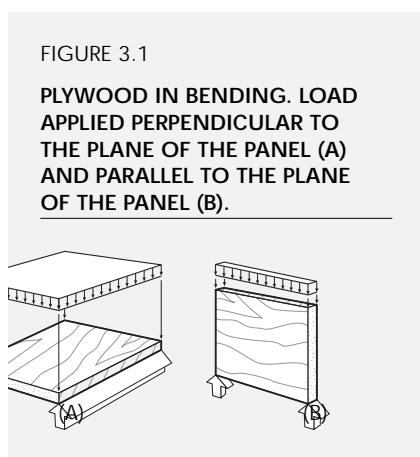 FIGURE 3.1
PLYWOOD IN BENDING. LOAD
APPLIED PERPENDICULAR TO
THE PLANE OF THE PANEL (A)
AND PARALLEL TO THE PLANE
OF THE PANEL (B).
(A) (B)